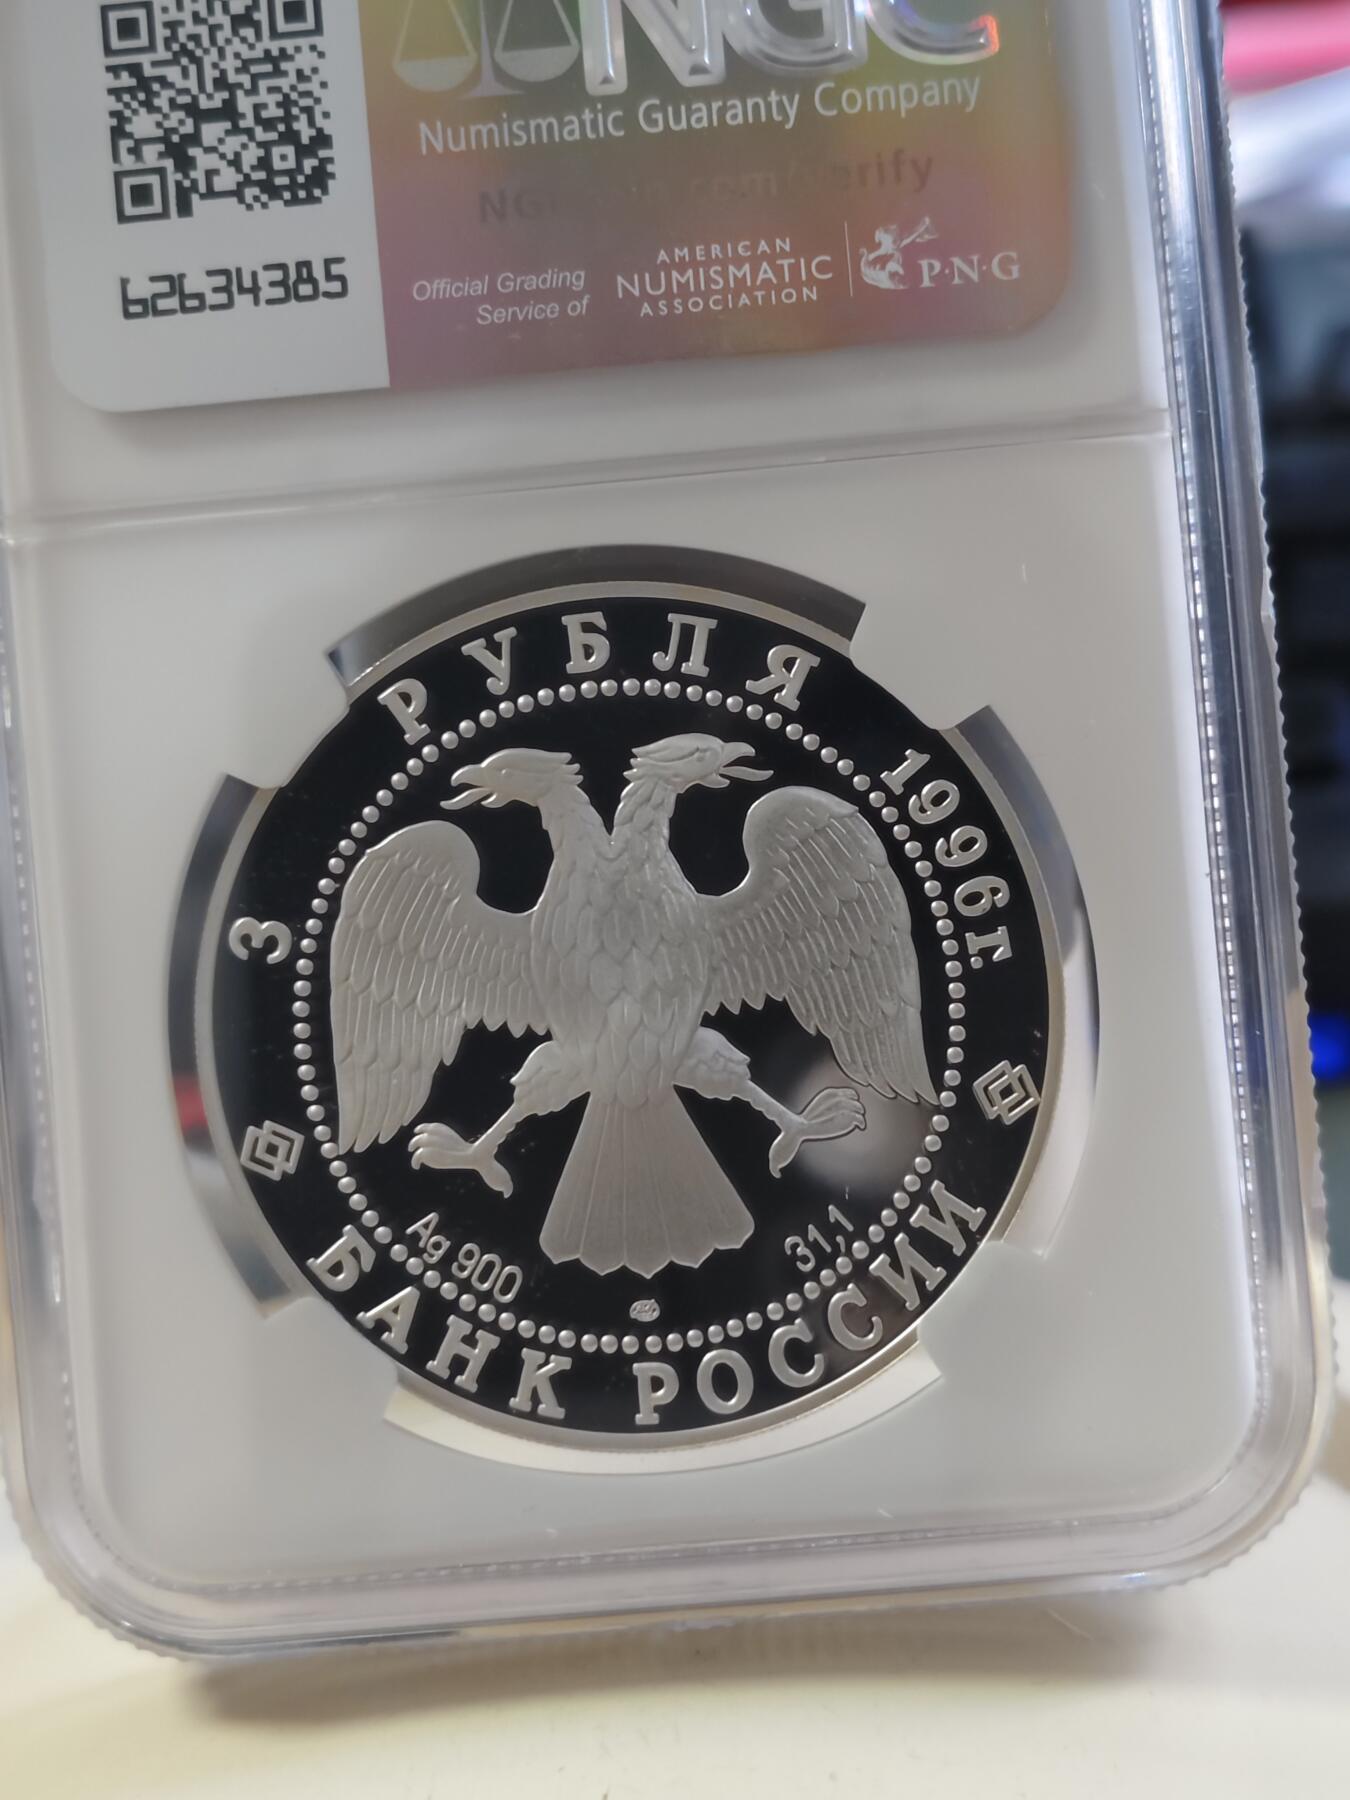 NGC
Numismatic Guaranty Company
verify
62634385
Official Grading
Service of
AMERICAN
NUMISMATIC
ASSOCIATION
P·N·G
3 РУБЛЯ 1996г.
Ag 900
31,1
БАНК РОССИИ